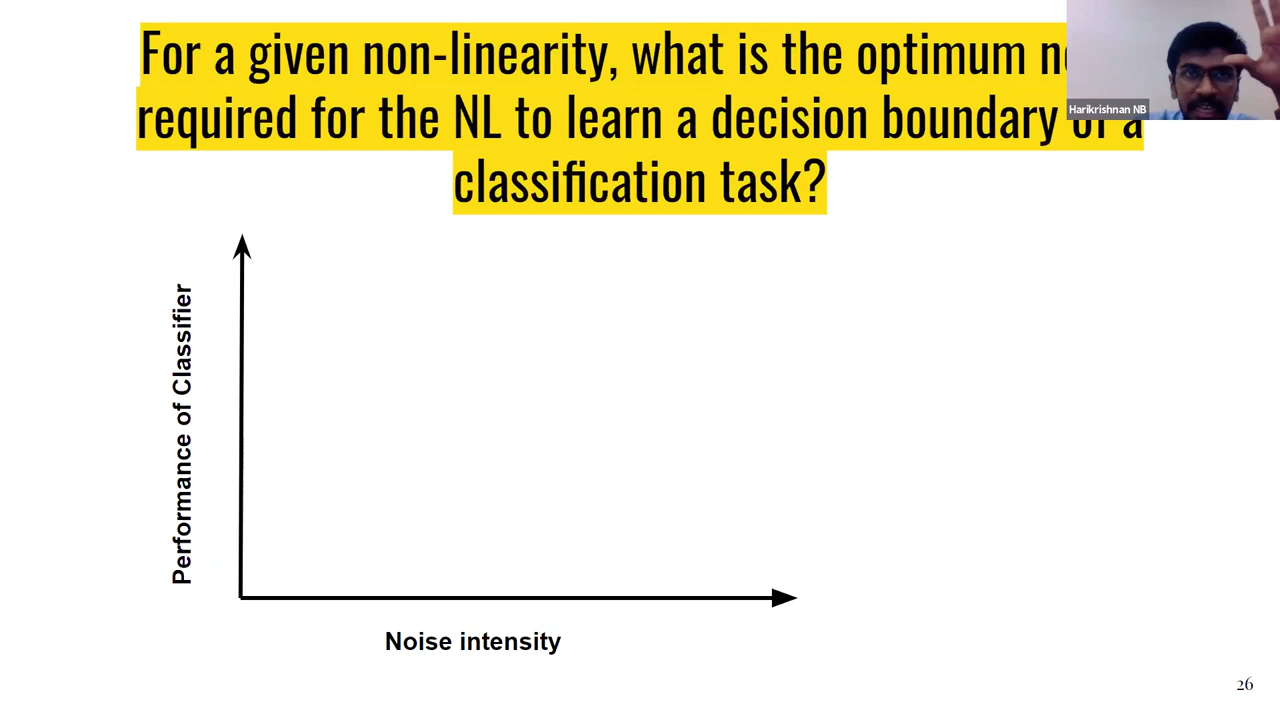 For a given non-linearity, what is the optimum
required for the NL to learn a decision boundary of a
classification task?
Harikrishnan NB
Performance of Classifier
Noise intensity
26